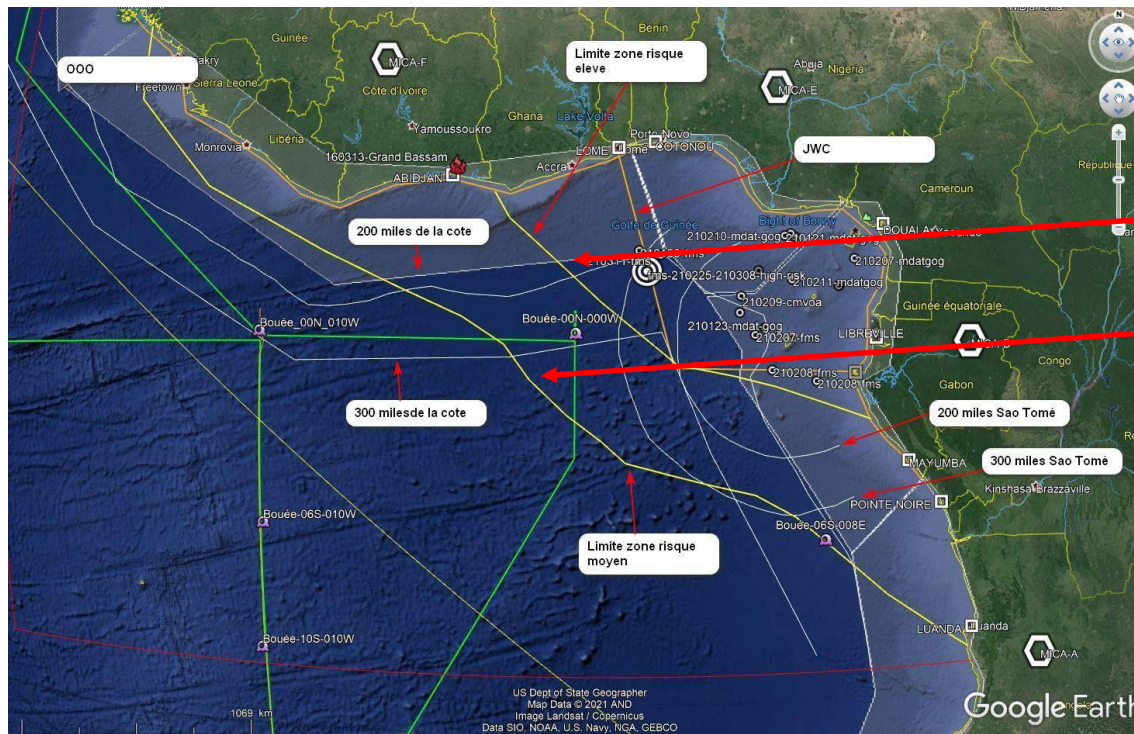 Guinée
Bénin
Abuja
Nigeria
MICA-F
MICA-E
OOO
Limite zone risque
eleve
Freetown
Sierra Leone
Côte d'Ivoire
Ghana
Lake Volta
Yamoussoukro
Porto Novo
COTONOU
LOME
Monrovia
Libéria
160313-Grand Bassam
ABIDJAN
Accra
JWC
République
Cameroun
200 miles de la cote
Golfe de Guinée
Bight of Bonny
DOUALA
210210-mdat-gog
210121-mdat-gog
210207-mdatgog
fms-210225-210308-high-risk
210211-mdatgog
210209-cmvoa
Guinée équatoriale
Bouée_00N_010W
Bouée-00N-000W
210123-mdat-gog
210207-fms
LIBREVILLE
Congo
210208-fms
210208-fms
Gabon
300 milesde la cote
200 miles Sao Tomé
300 miles Sao Tomé
MAYUMBA
Kinshasa
Brazzaville
POINTE NOIRE
Bouée-06S-010W
Bouée-06S-008E
Limite zone risque
moyen
LUANDA
Bouée-10S-010W
MICA-A
US Dept of State Geographer
Map Data © 2021 AND
Image Landsat / Copernicus
Data SIO, NOAA, U.S. Navy, NGA, GEBCO
1069 km
Google Earth